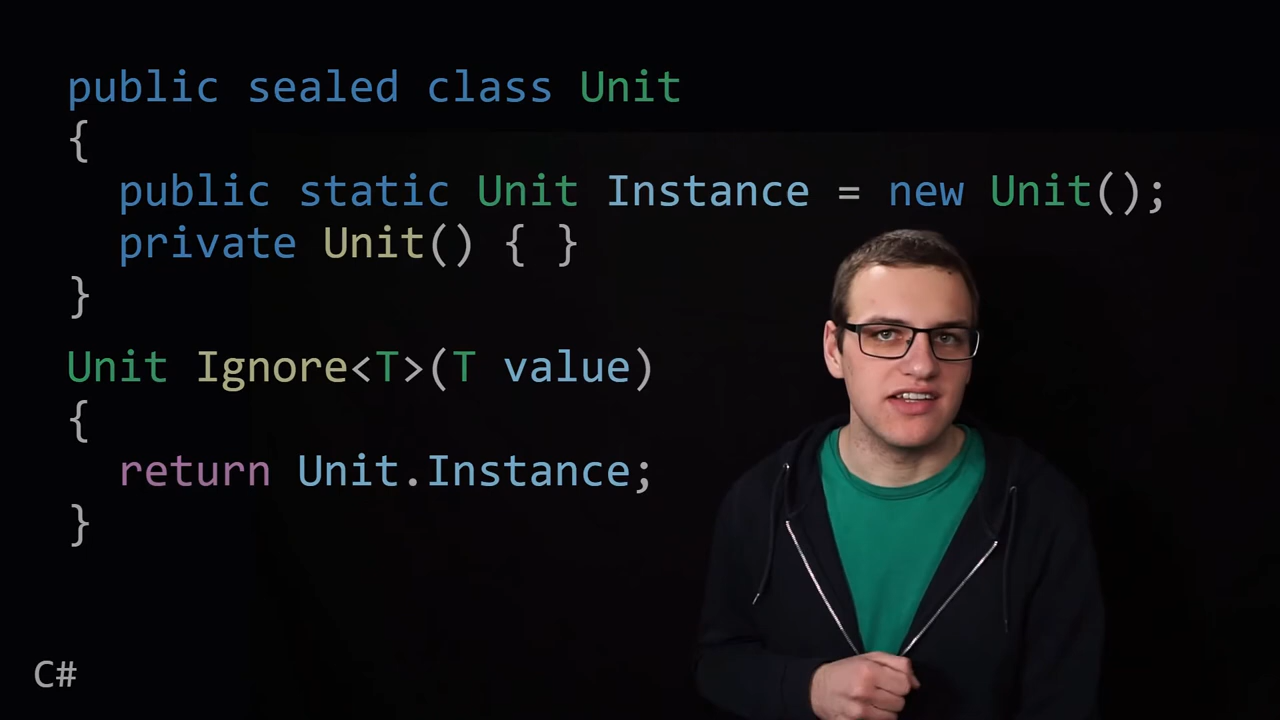 public sealed class Unit
{
  public static Unit Instance = new Unit();
  private Unit() { }
}
Unit Ignore<T>(T value)
{
  return Unit.Instance;
}
C#